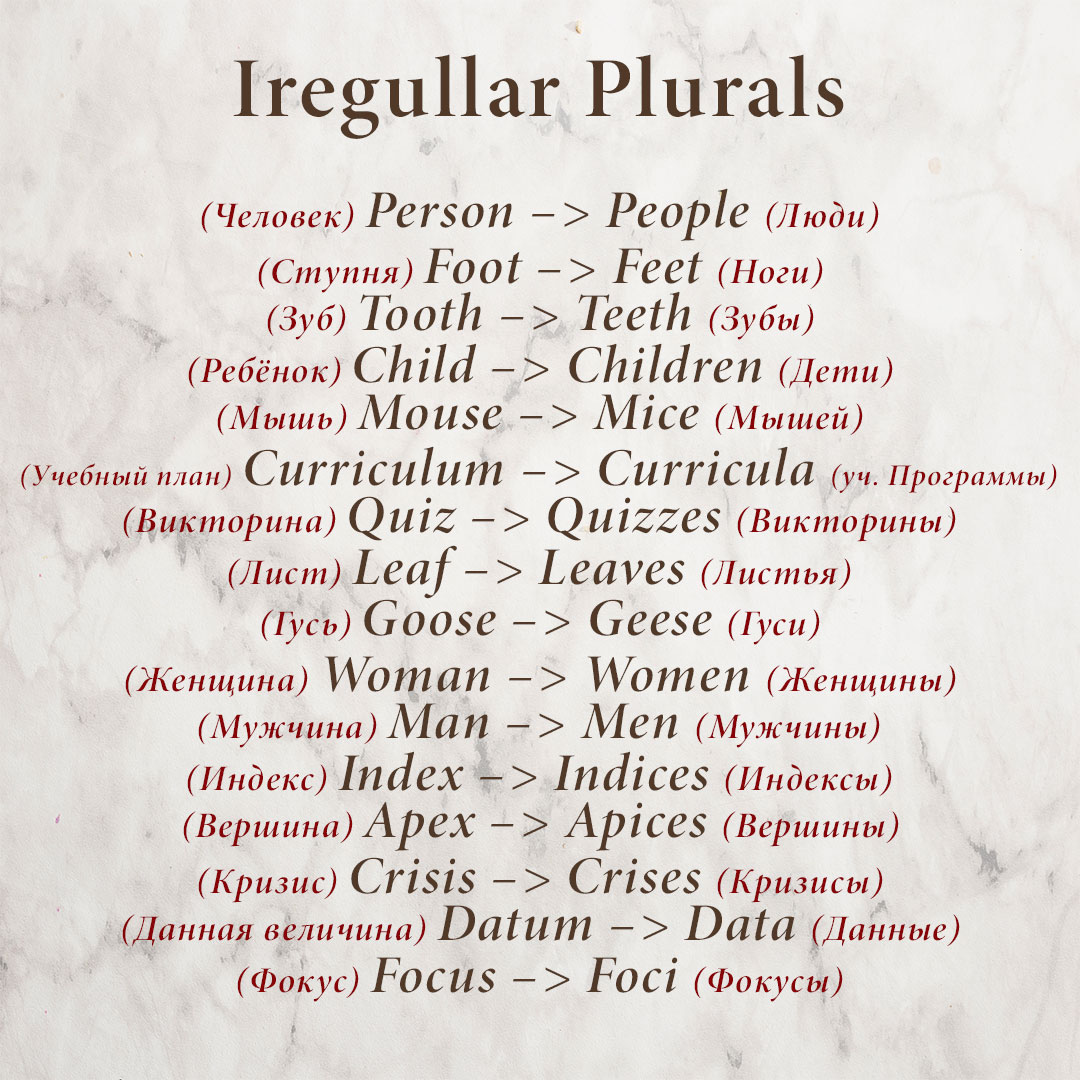 Iregullar Plurals
(Человек) Person –> People (Люди)
(Ступня) Foot –> Feet (Ноги)
(Зуб) Tooth –> Teeth (Зубы)
(Ребёнок) Child –> Children (Дети)
(Мышь) Mouse –> Mice (Мышей)
(Учебный план) Curriculum –> Curricula (уч. Программы)
(Викторина) Quiz –> Quizzes (Викторины)
(Лист) Leaf –> Leaves (Листья)
(Гусь) Goose –> Geese (Гуси)
(Женщина) Woman –> Women (Женщины)
(Мужчина) Man –> Men (Мужчины)
(Индекс) Index –> Indices (Индексы)
(Вершина) Apex –> Apices (Вершины)
(Кризис) Crisis –> Crises (Кризисы)
(Данная величина) Datum –> Data (Данные)
(Фокус) Focus –> Foci (Фокусы)